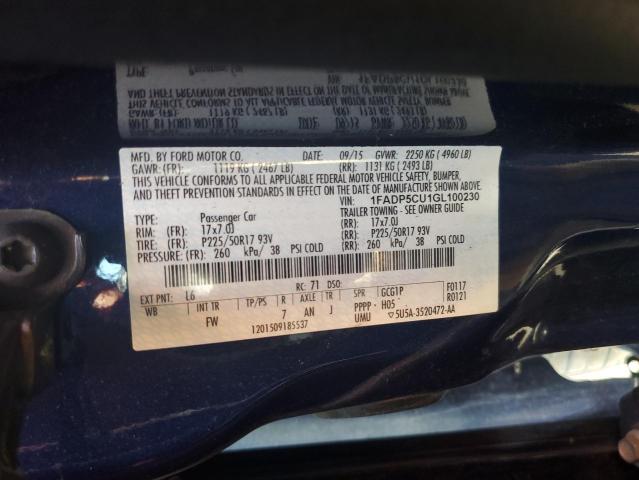 MFD. BY FORD MOTOR CO. DATE: 09/15 GVWR: 2250 KG ( 4960 LB)
GAWR: (FR): 1119 KG ( 2467 LB) (RR): 1131 KG ( 2493 LB)
THIS VEHICLE CONFORMS TO ALL APPLICABLE FEDERAL MOTOR VEHICLE SAFETY, BUMPER,
AND THEFT PREVENTION STANDARDS IN EFFECT ON THE DATE OF MANUFACTURE SHOWN ABOVE.
VIN: 1FADP5CU1GL100230
TYPE: Passenger Car TRAILER TOWING - SEE OWNER GUIDE
RIM: (FR) 17x7.0J (RR): 17x7.0J
TIRE: (FR) P225/50R17 93V (RR): P225/50R17 93V
PRESSURE: (FR) 260 kPa/ 38 PSI COLD (RR): 260 kPa/ 38 PSI COLD
EXT PNT: L6 RC: 71 DSO: F0117
WB INT TR TP/PS R AXLE TR SPR GCG1P R0121
FW 7 AN J PPPP H05
1201509185537 UMU ▽5U5A-3520472-AA